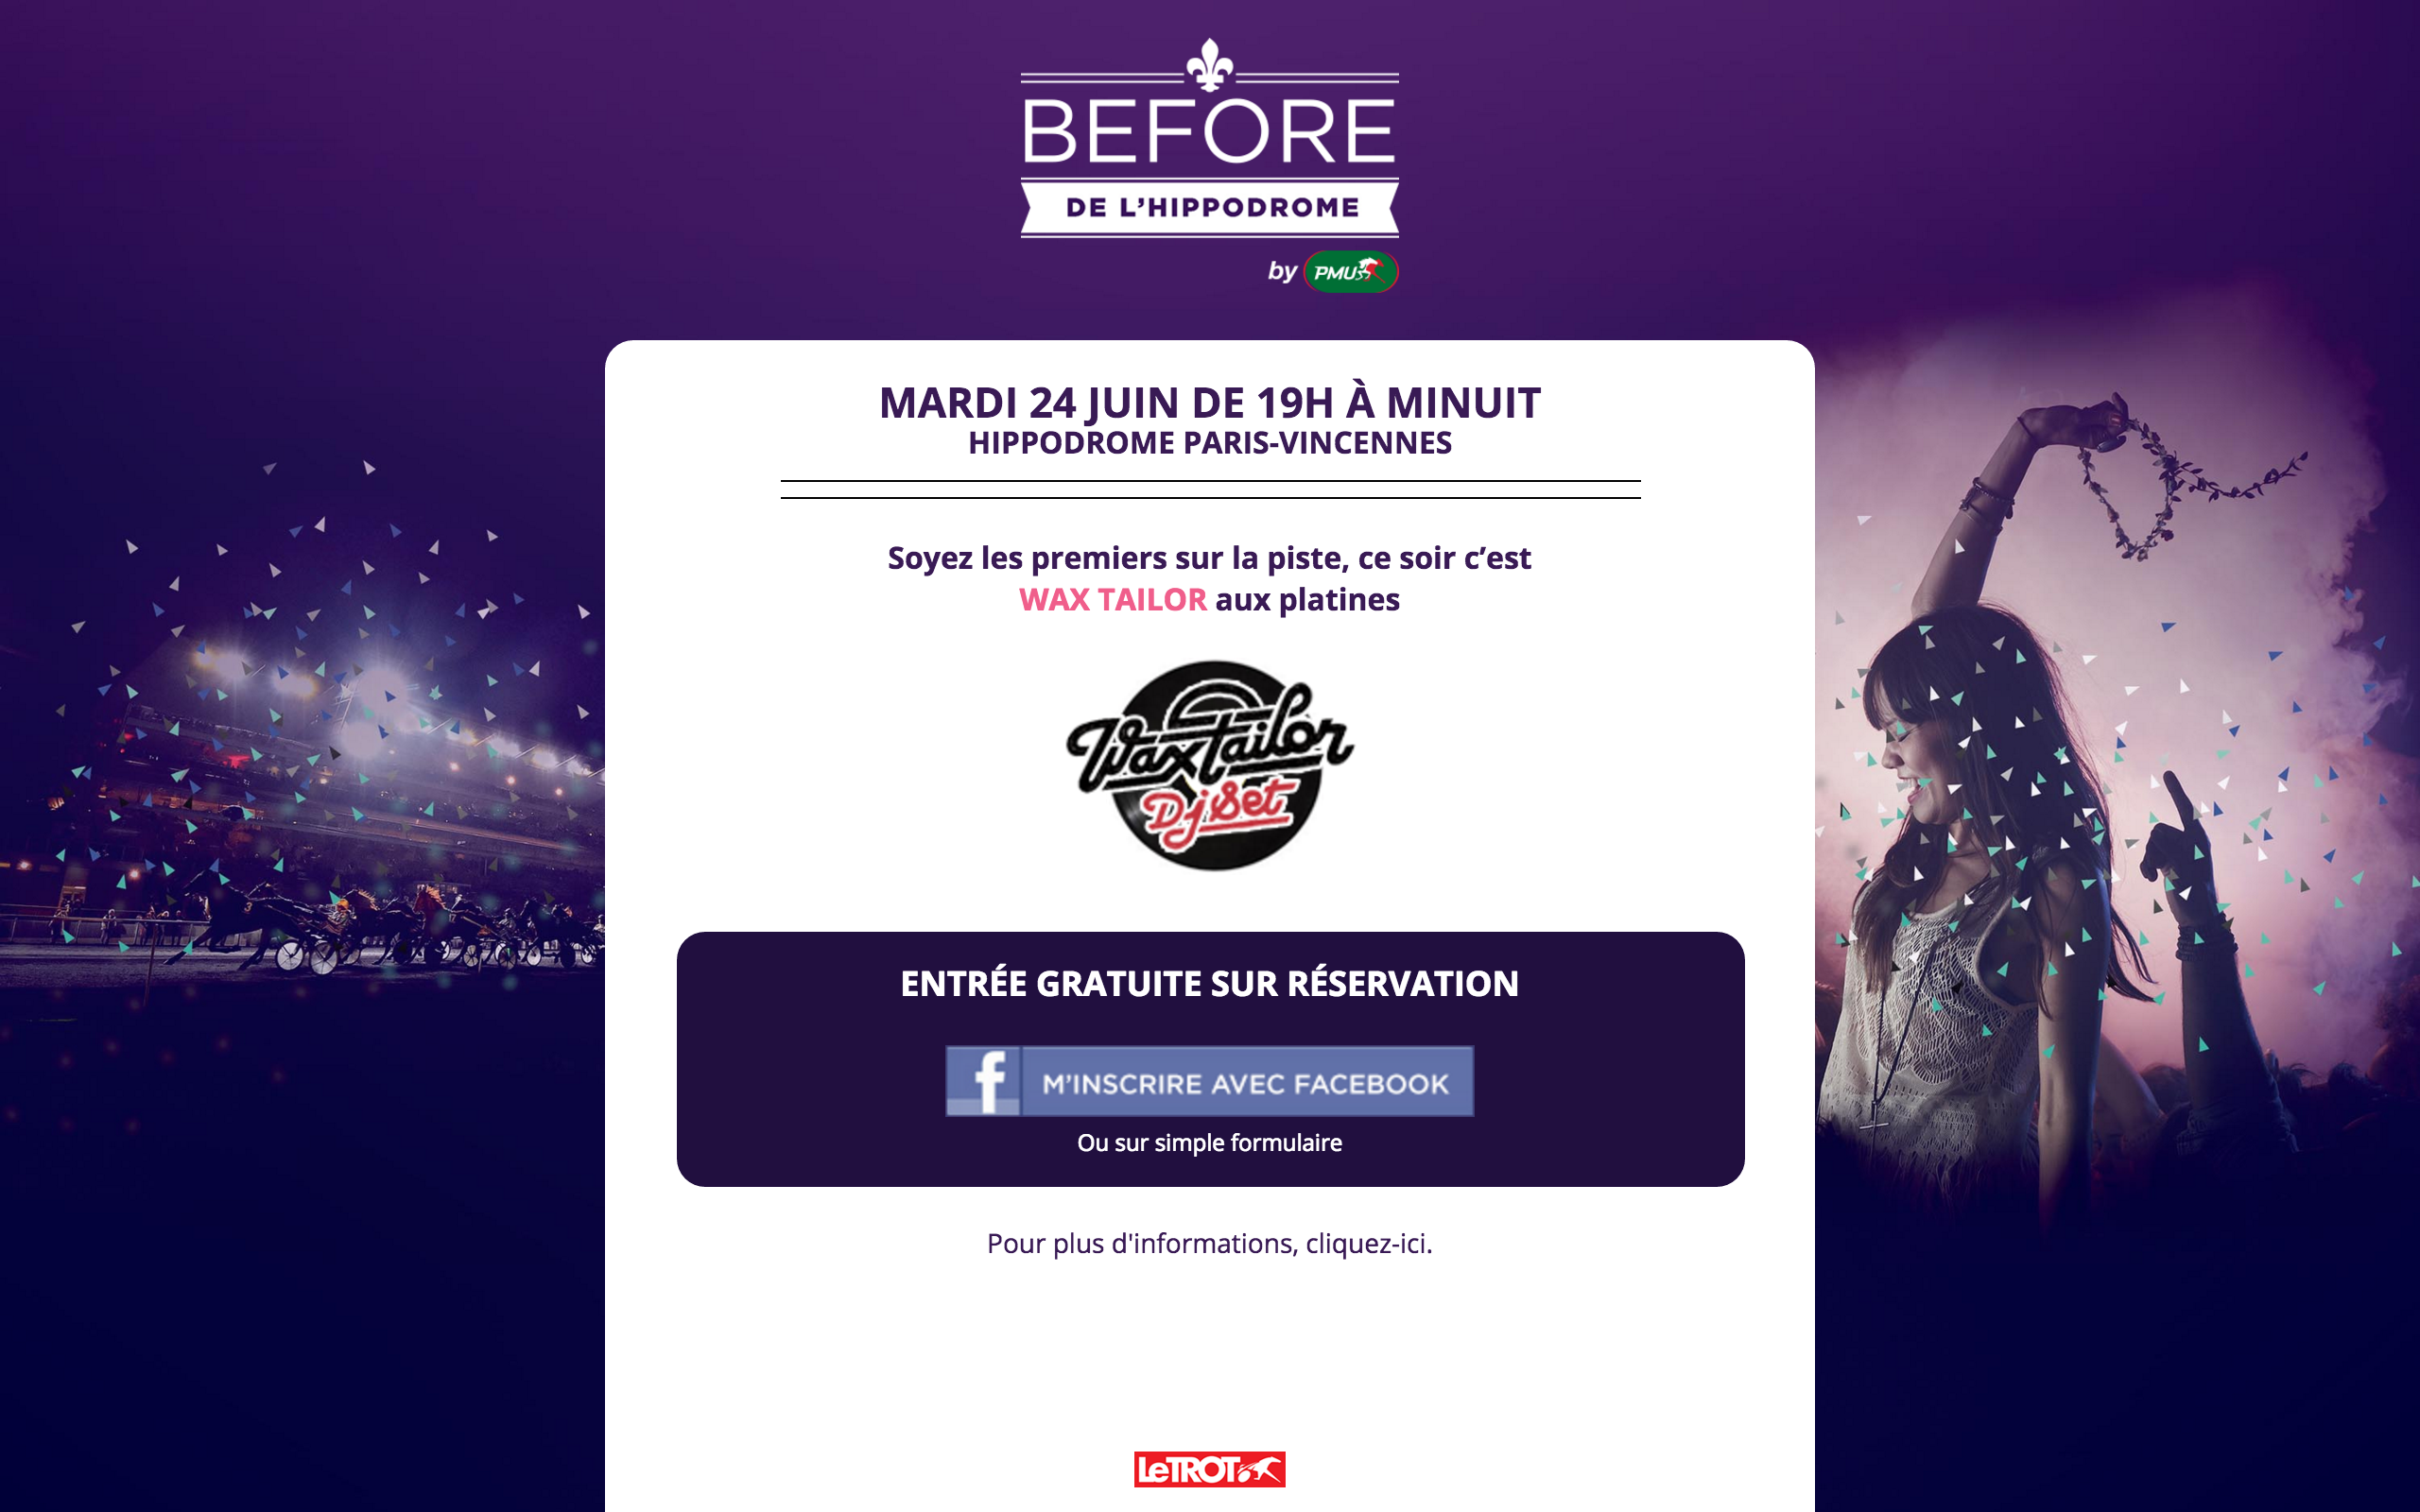 BEFORE
DE L'HIPPODROME
by PMU
MARDI 24 JUIN DE 19H À MINUIT
HIPPODROME PARIS-VINCENNES
Soyez les premiers sur la piste, ce soir c’est
WAX TAILOR aux platines
Wax Tailor
Dj Set
ENTRÉE GRATUITE SUR RÉSERVATION
f M'INSCRIRE AVEC FACEBOOK
Ou sur simple formulaire
Pour plus d'informations, cliquez-ici.
LeTROT